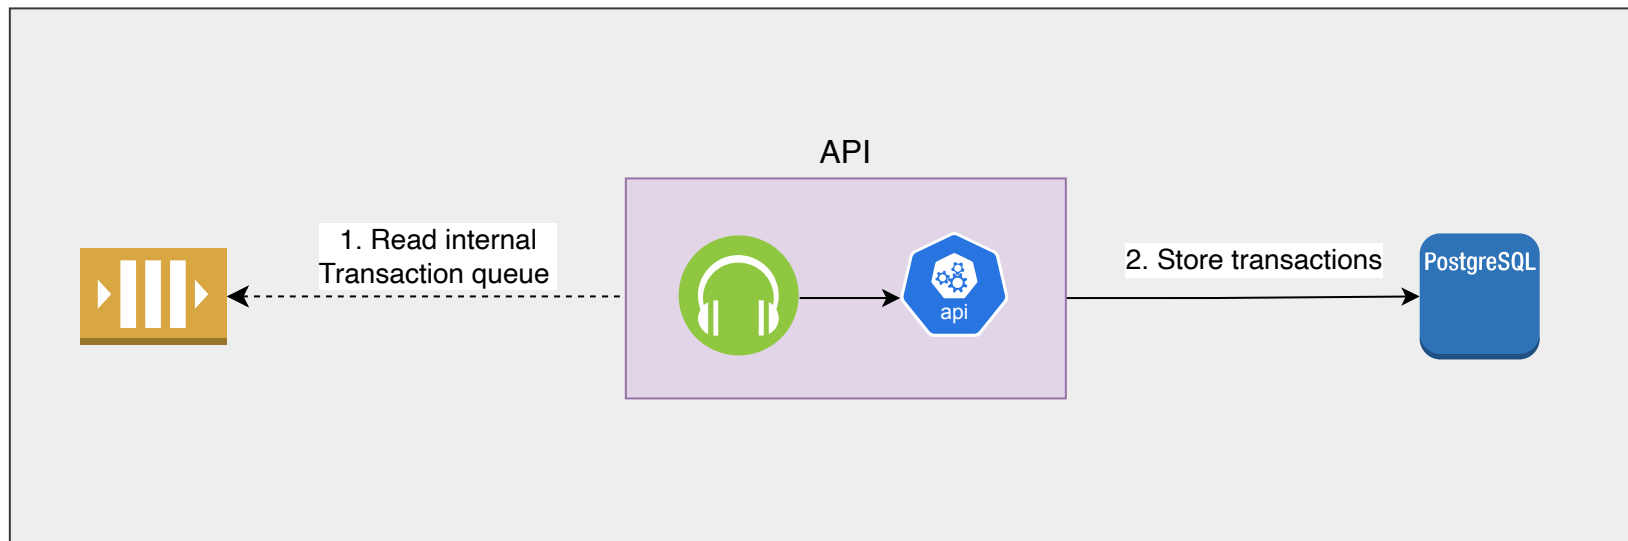 API
1. Read internal
Transaction queue
api
2. Store transactions
PostgreSQL